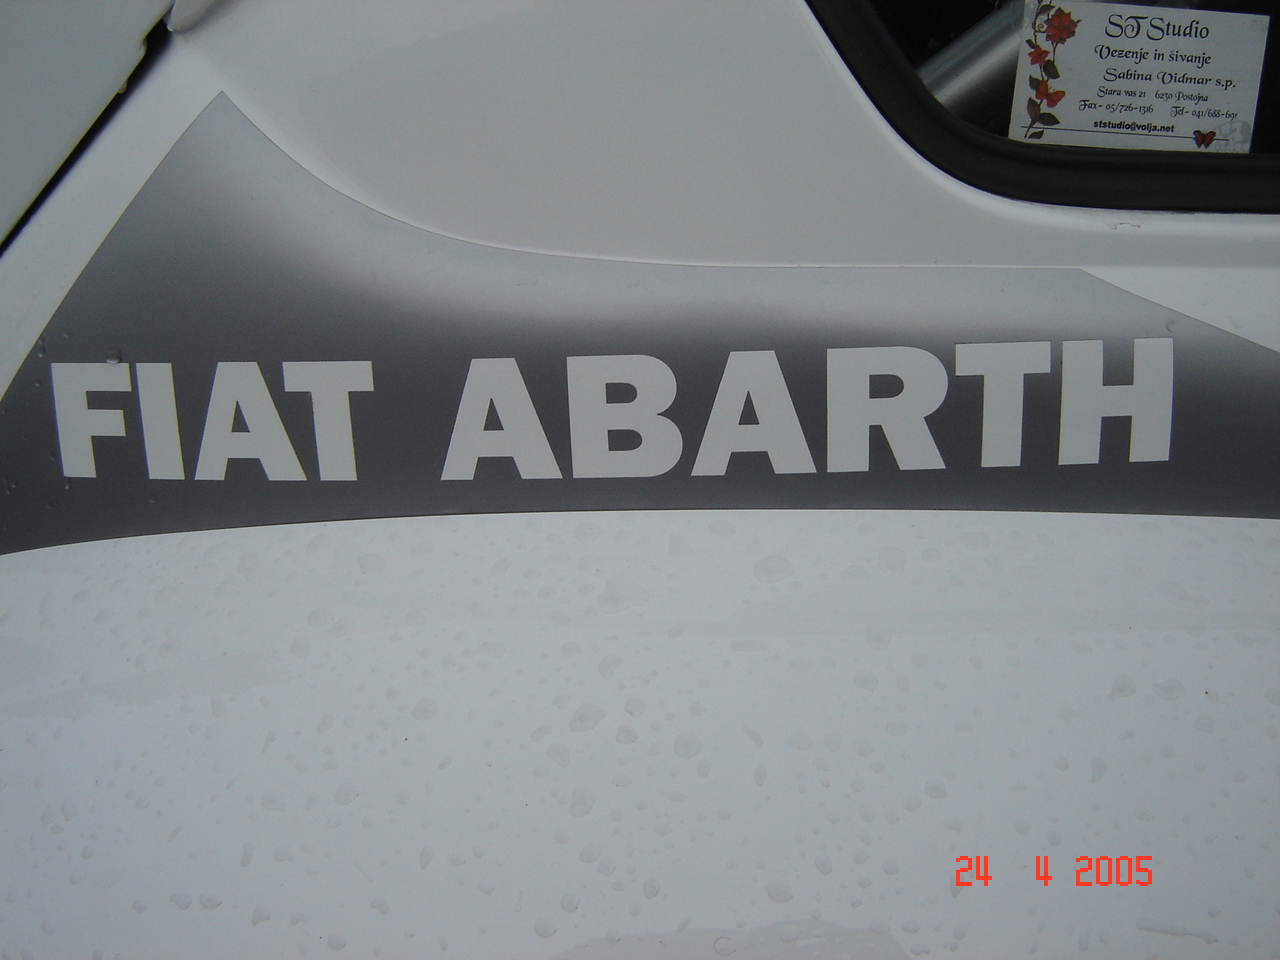 ST Studio
Vezenje in šivanje
Sabina Vidmar s.p.
Stara vas 21 6230 Postojna
Fax - 05/726-1316 Tel - 041/688-691
ststudio@volja.net
FIAT ABARTH
24 4 2005